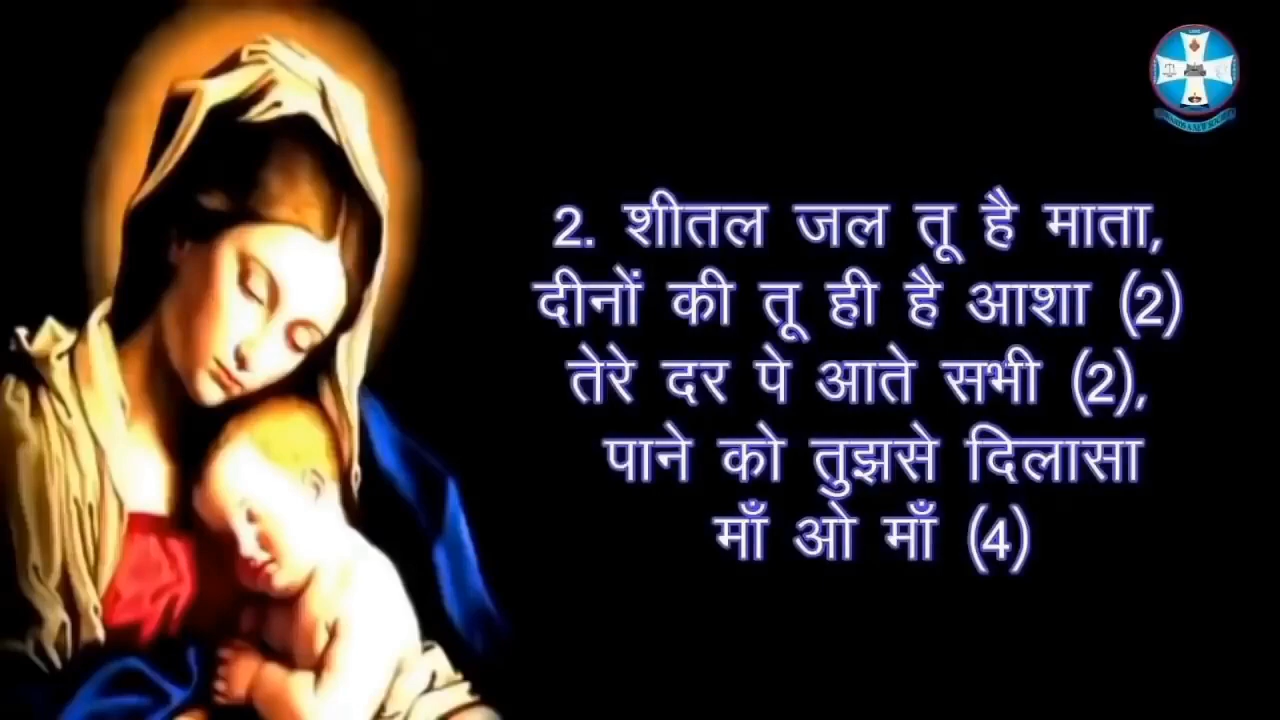 2. शीतल जल तू है माता,
दीनों की तू ही है आशा (2)
तेरे दर पे आते सभी (2),
पाने को तुझसे दिलासा
माँ ओ माँ (4)